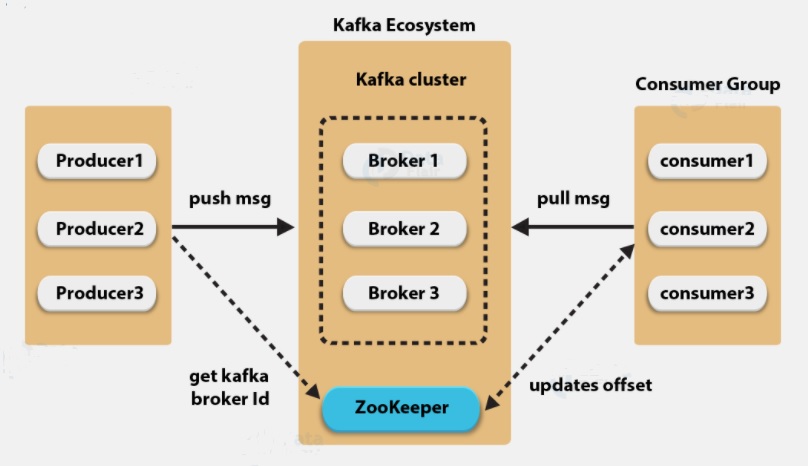 Kafka Ecosystem
Kafka cluster
Consumer Group
Producer1
Broker 1
consumer1
push msg
pull msg
Producer2
Broker 2
consumer2
Producer3
Broker 3
consumer3
get kafka
broker Id
updates offset
ZooKeeper